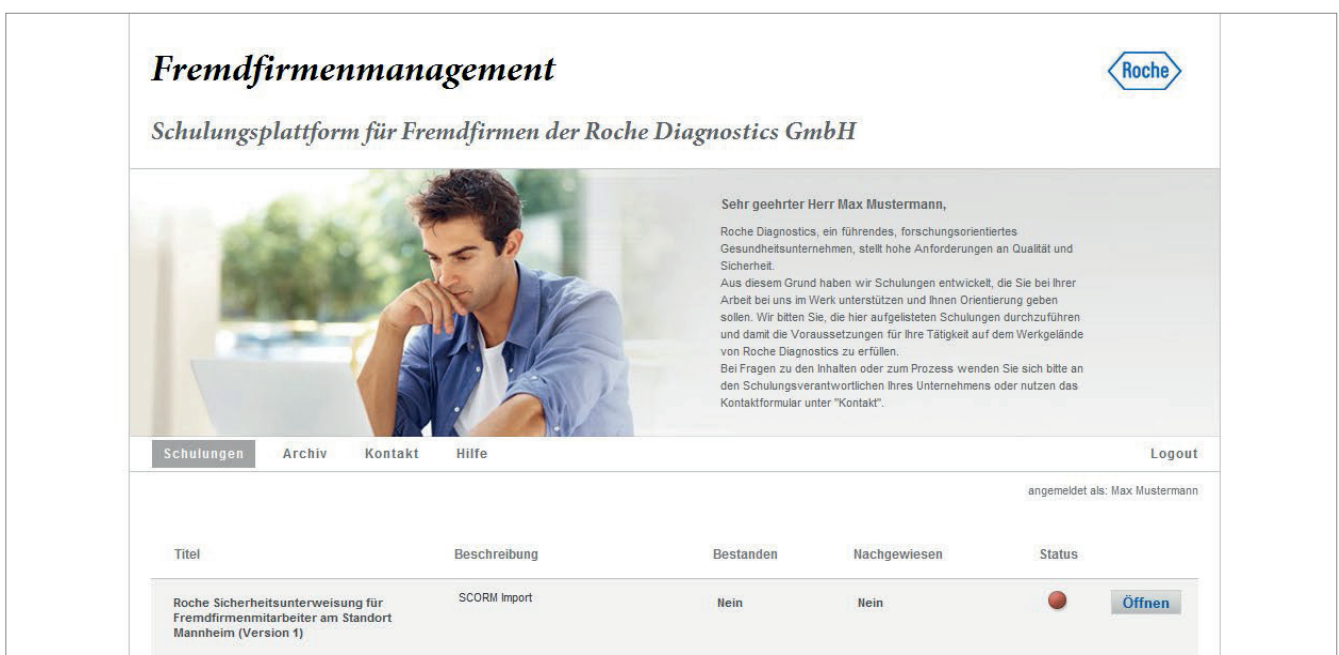 Fremdfirmenmanagement
Roche
Schulungsplattform für Fremdfirmen der Roche Diagnostics GmbH
Sehr geehrter Herr Max Mustermann,
Roche Diagnostics, ein führendes, forschungsorientiertes
Gesundheitsunternehmen, stellt hohe Anforderungen an Qualität und
Sicherheit.
Aus diesem Grund haben wir Schulungen entwickelt, die Sie bei Ihrer
Arbeit bei uns im Werk unterstützen und Ihnen Orientierung geben
sollen. Wir bitten Sie, die hier aufgelisteten Schulungen durchzuführen
und damit die Voraussetzungen für Ihre Tätigkeit auf dem Werkgelände
von Roche Diagnostics zu erfüllen.
Bei Fragen zu den Inhalten oder zum Prozess wenden Sie sich bitte an
den Schulungsverantwortlichen Ihres Unternehmens oder nutzen das
Kontaktformular unter "Kontakt".
Schulungen Archiv Kontakt Hilfe Logout
angemeldet als: Max Mustermann
Titel Beschreibung Bestanden Nachgewiesen Status
Roche Sicherheitsunterweisung für SCORM Import Nein Nein Öffnen
Fremdfirmenmitarbeiter am Standort
Mannheim (Version 1)